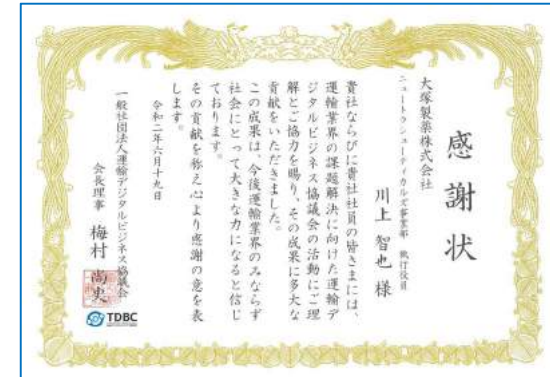 感謝状
大塚製薬株式会社
ニュートラシューティカルズ事業部 執行役員
川上 智也 様
貴社ならびに貴社社員の皆さまには、
運輸業界の課題解決に向けた運輸デ
ジタルビジネス協議会の活動にご理
解とご協力を賜り、その成果に多大な
貢献をいただきました。
この成果は、今後運輸業界のみならず
社会にとって大きな力になると信じ
ております。
その貢献を称え心より感謝の意を表
します。
令和二年六月十九日
一般社団法人運輸デジタルビジネス協議会
会長理事 梅村 尚史
TDBC